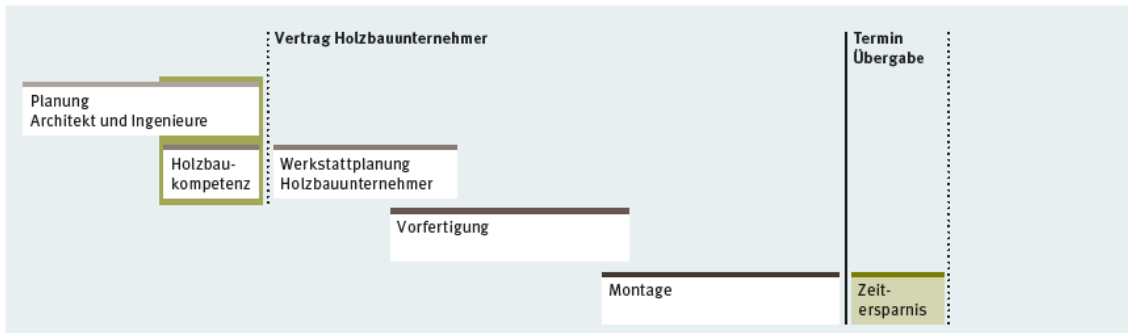 Vertrag Holzbauunternehmer
Termin
Übergabe
Planung
Architekt und Ingenieure
Holzbau-
kompetenz
Werkstattplanung
Holzbauunternehmer
Vorfertigung
Montage
Zeit-
ersparnis